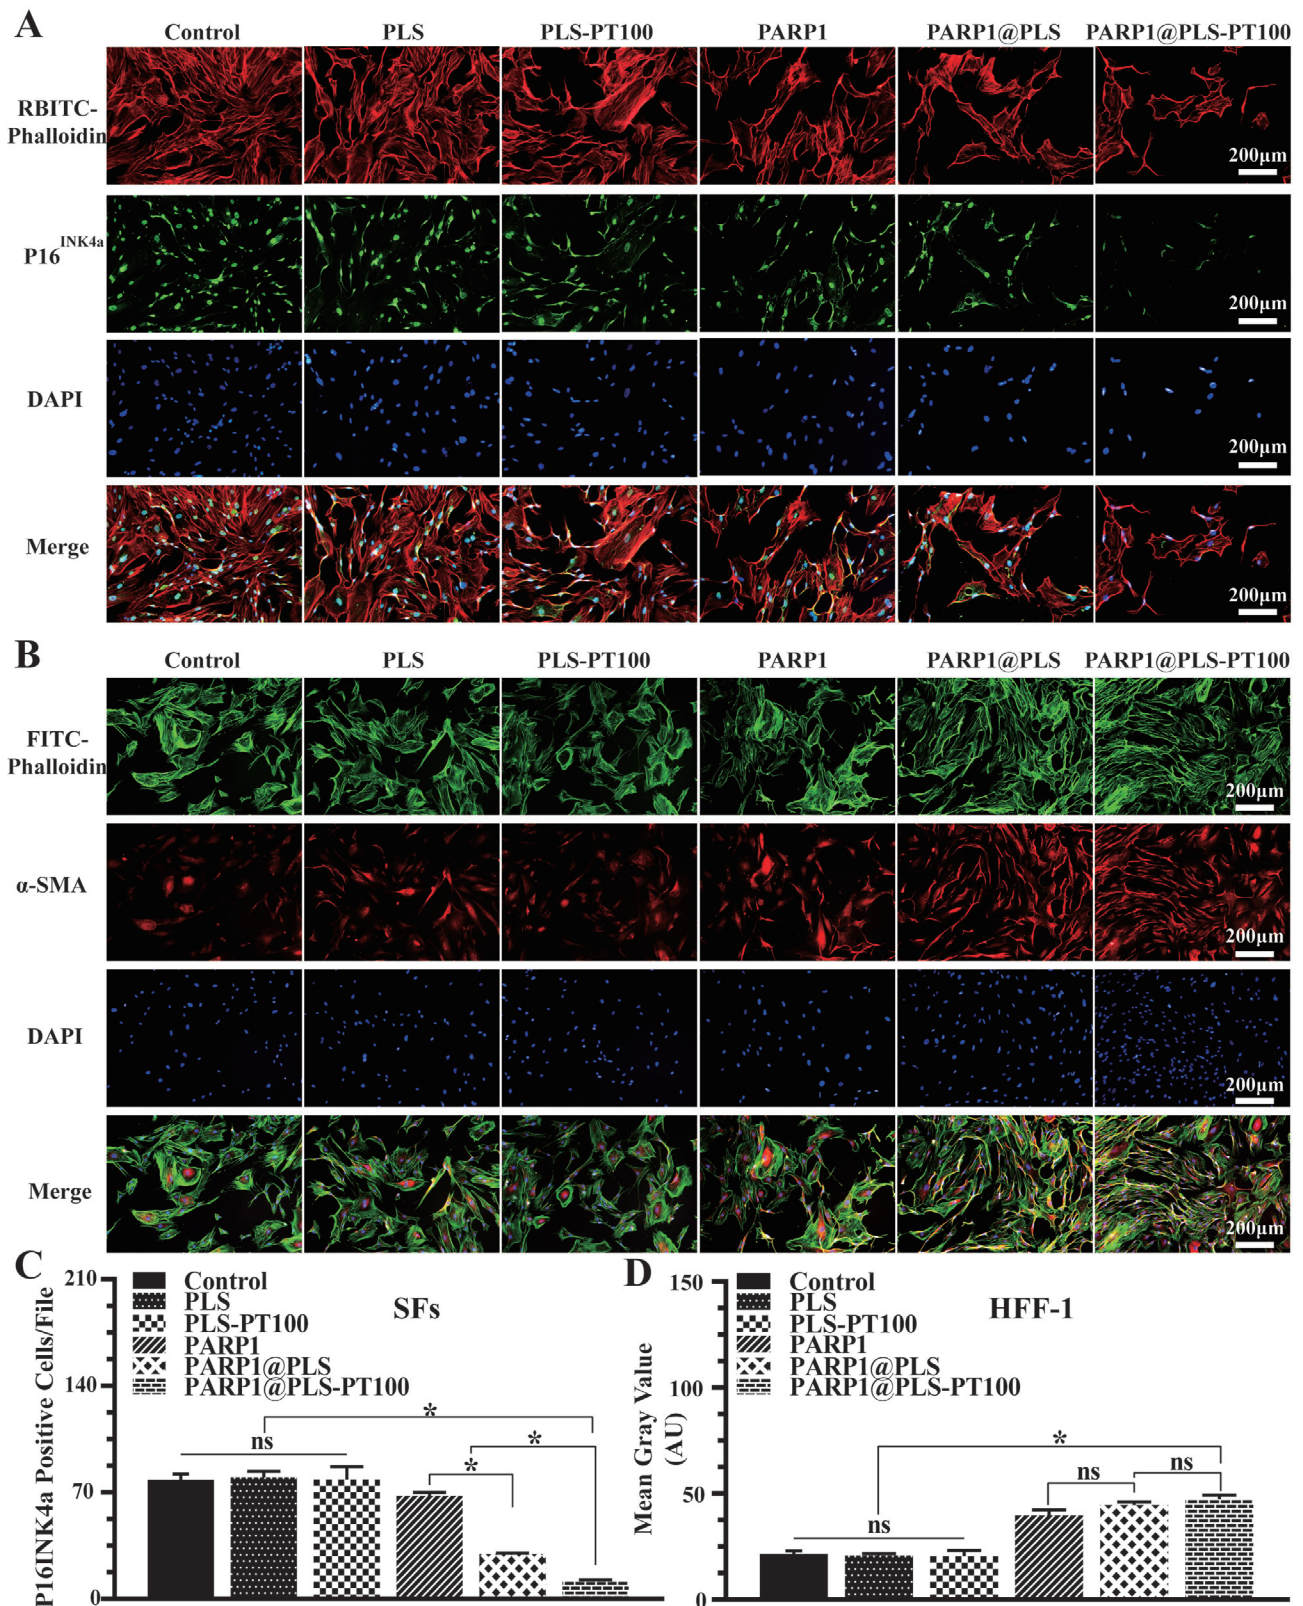 A
Control PLS PLS-PT100 PARP1 PARP1@PLS PARP1@PLS-PT100
RBITC-
Phalloidin
200μm
P16INK4a
200μm
DAPI
200μm
Merge
200μm
B
Control PLS PLS-PT100 PARP1 PARP1@PLS PARP1@PLS-PT100
FITC-
Phalloidin
200μm
α-SMA
200μm
DAPI
200μm
Merge
200μm
C
P16INK4a Positive Cells/File
210
140
70
0
Control
PLS
PLS-PT100
PARP1
PARP1@PLS
PARP1@PLS-PT100
SFs
*
*
ns
*
D
Mean Gray Value
(AU)
150
100
50
0
Control
PLS
PLS-PT100
PARP1
PARP1@PLS
PARP1@PLS-PT100
HFF-1
*
ns
ns
ns